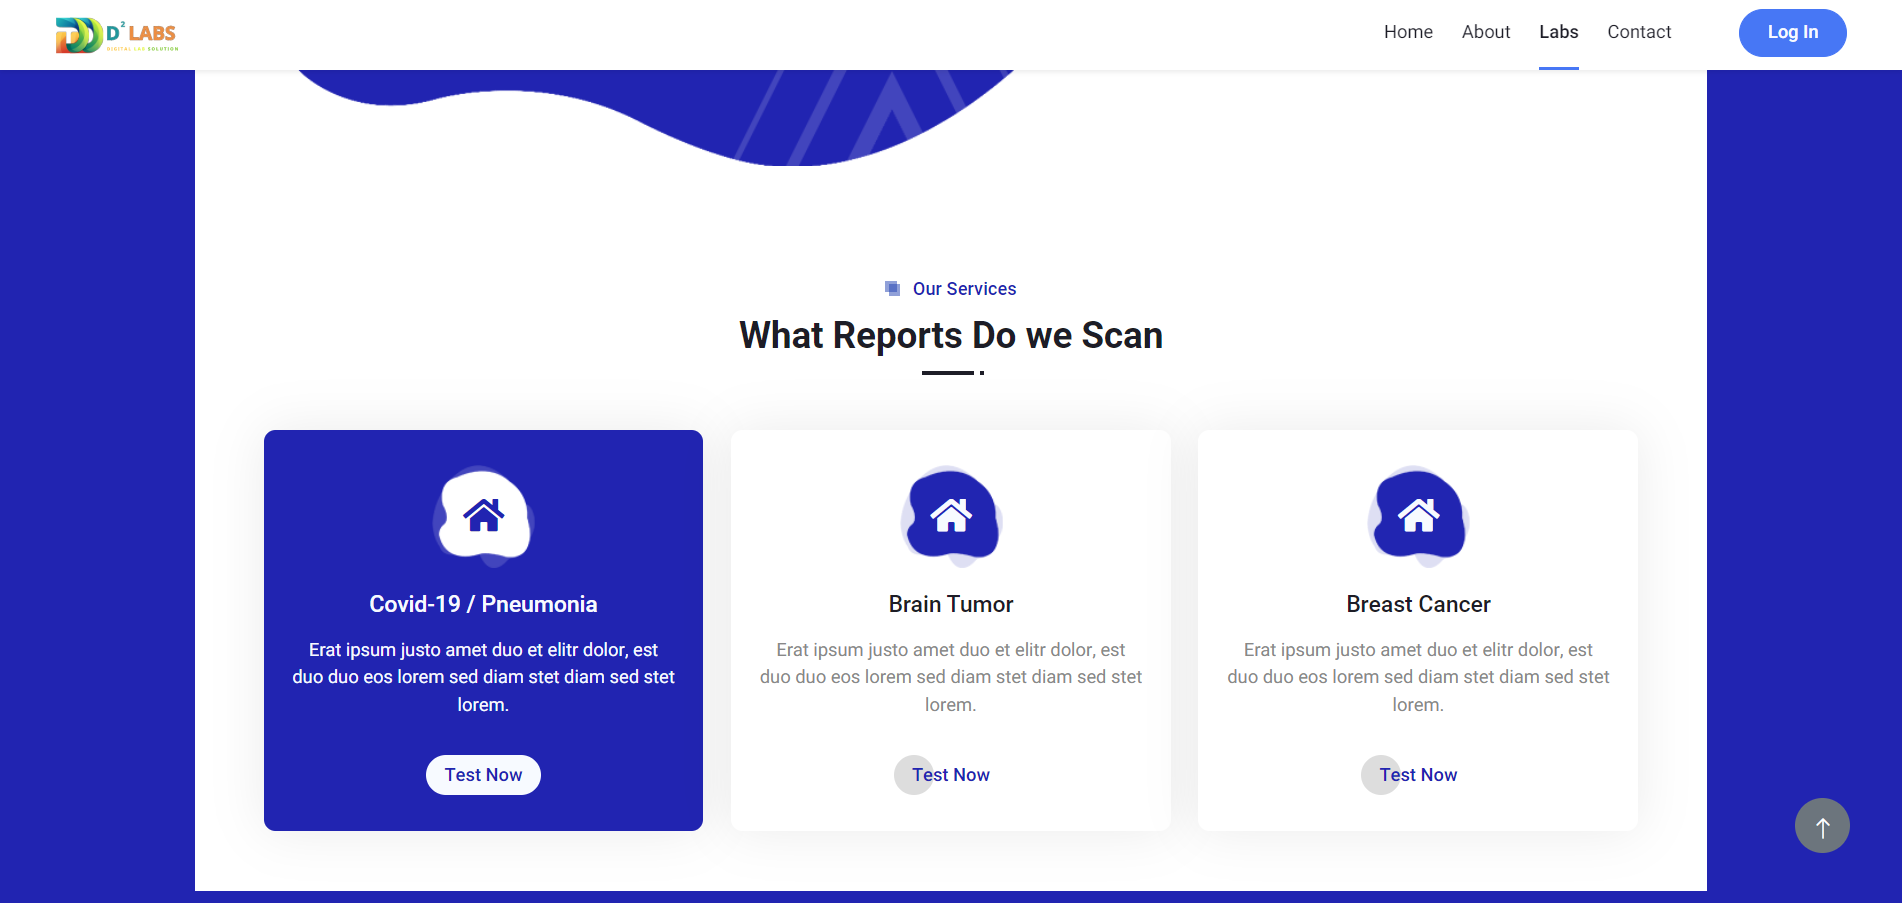 D² LABS
DIGITAL LAB SOLUTION
Home About Labs Contact Log In
Our Services
What Reports Do we Scan
Covid-19 / Pneumonia
Erat ipsum justo amet duo et elitr dolor, est
duo duo eos lorem sed diam stet diam sed stet
lorem.
Test Now
Brain Tumor
Erat ipsum justo amet duo et elitr dolor, est
duo duo eos lorem sed diam stet diam sed stet
lorem.
Test Now
Breast Cancer
Erat ipsum justo amet duo et elitr dolor, est
duo duo eos lorem sed diam stet diam sed stet
lorem.
Test Now